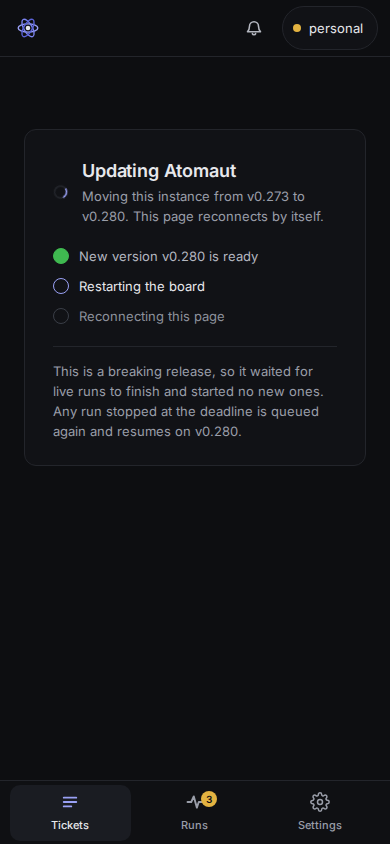 personal
Updating Atomaut
Moving this instance from v0.273 to
v0.280. This page reconnects by itself.
New version v0.280 is ready
Restarting the board
Reconnecting this page
This is a breaking release, so it waited for
live runs to finish and started no new ones.
Any run stopped at the deadline is queued
again and resumes on v0.280.
3
Tickets
Runs
Settings